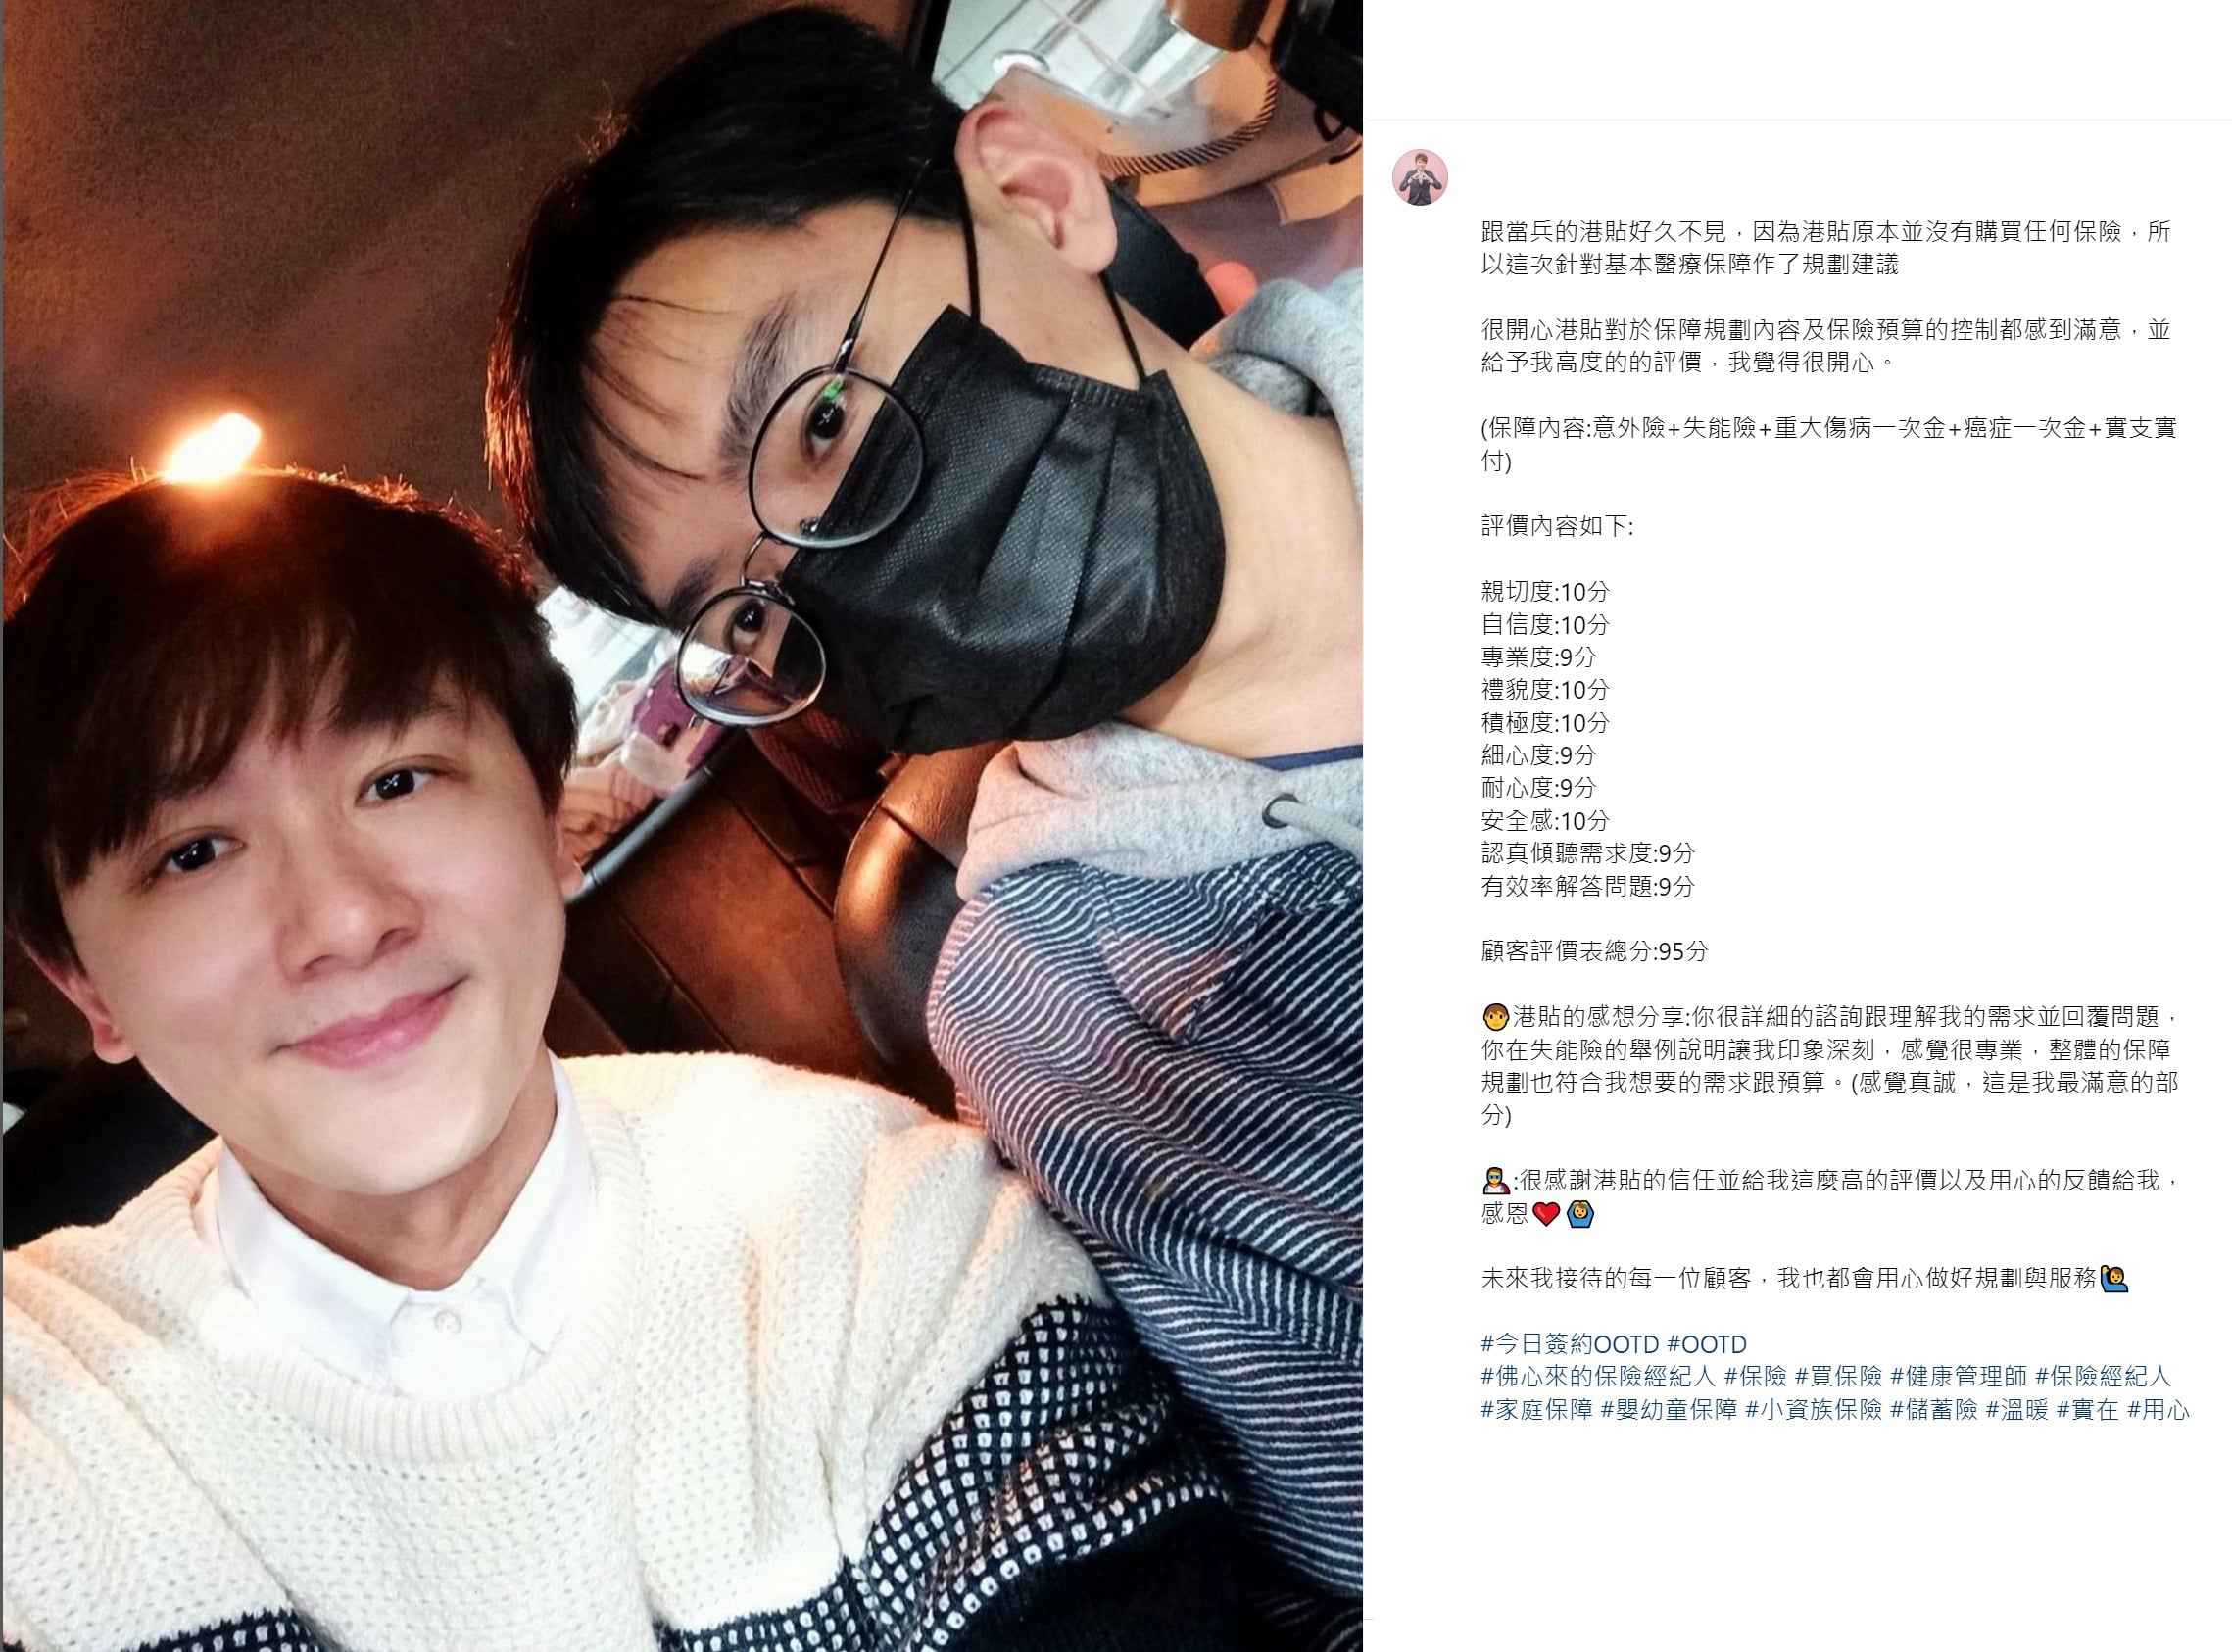 跟當兵的港貼好久不見，因為港貼原本並沒有購買任何保險，所
以這次針對基本醫療保障作了規劃建議
很開心港貼對於保障規劃內容及保險預算的控制都感到滿意，並
給予我高度的的評價，我覺得很開心。
(保障內容:意外險+失能險+重大傷病一次金+癌症一次金+實支實
付)
評價內容如下:
親切度:10分
自信度:10分
專業度:9分
禮貌度:10分
積極度:10分
細心度:9分
耐心度:9分
安全感:10分
認真傾聽需求度:9分
有效率解答問題:9分
顧客評價表總分:95分
👨港貼的感想分享:你很詳細的諮詢跟理解我的需求並回覆問題，
你在失能險的舉例說明讓我印象深刻，感覺很專業，整體的保障
規劃也符合我想要的需求跟預算。(感覺真誠，這是我最滿意的部
分)
🦸‍♂️:很感謝港貼的信任並給我這麼高的評價以及用心的反饋給我，
感恩❤️🙆‍♂️
未來我接待的每一位顧客，我也都會用心做好規劃與服務🙋‍♂️
#今日簽約OOTD #OOTD
#佛心來的保險經紀人 #保險 #買保險 #健康管理師 #保險經紀人
#家庭保障 #嬰幼童保障 #小資族保險 #儲蓄險 #溫暖 #實在 #用心